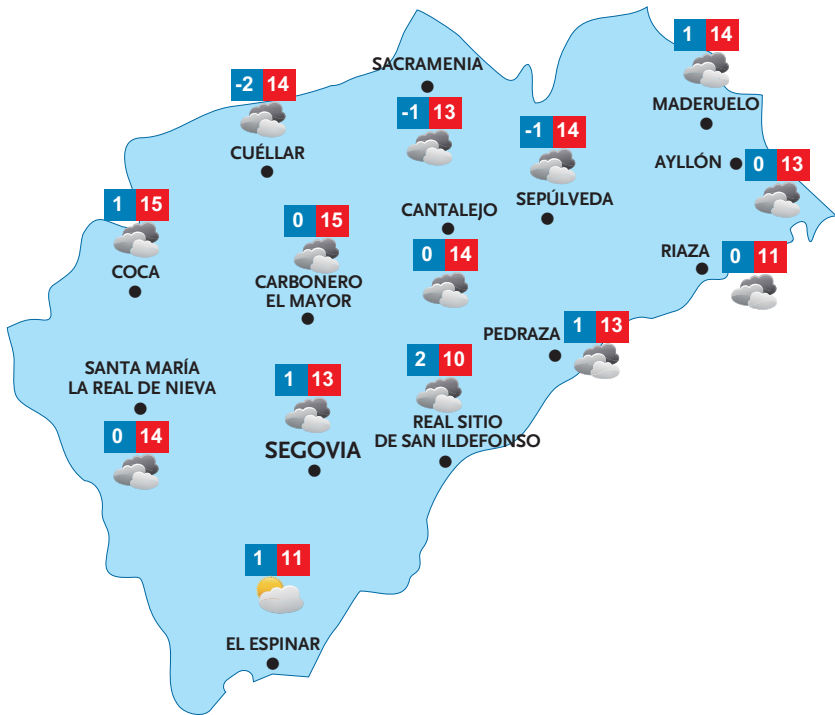 1 14
MADERUELO
SACRAMENIA
-1 13
-2 14
CUÉLLAR
-1 14
SEPÚLVEDA
AYLLÓN
0 13
1 15
COCA
0 15
CARBONERO
EL MAYOR
CANTALEJO
0 14
RIAZA
0 11
PEDRAZA
1 13
SANTA MARÍA
LA REAL DE NIEVA
0 14
1 13
SEGOVIA
2 10
REAL SITIO
DE SAN ILDEFONSO
1 11
EL ESPINAR